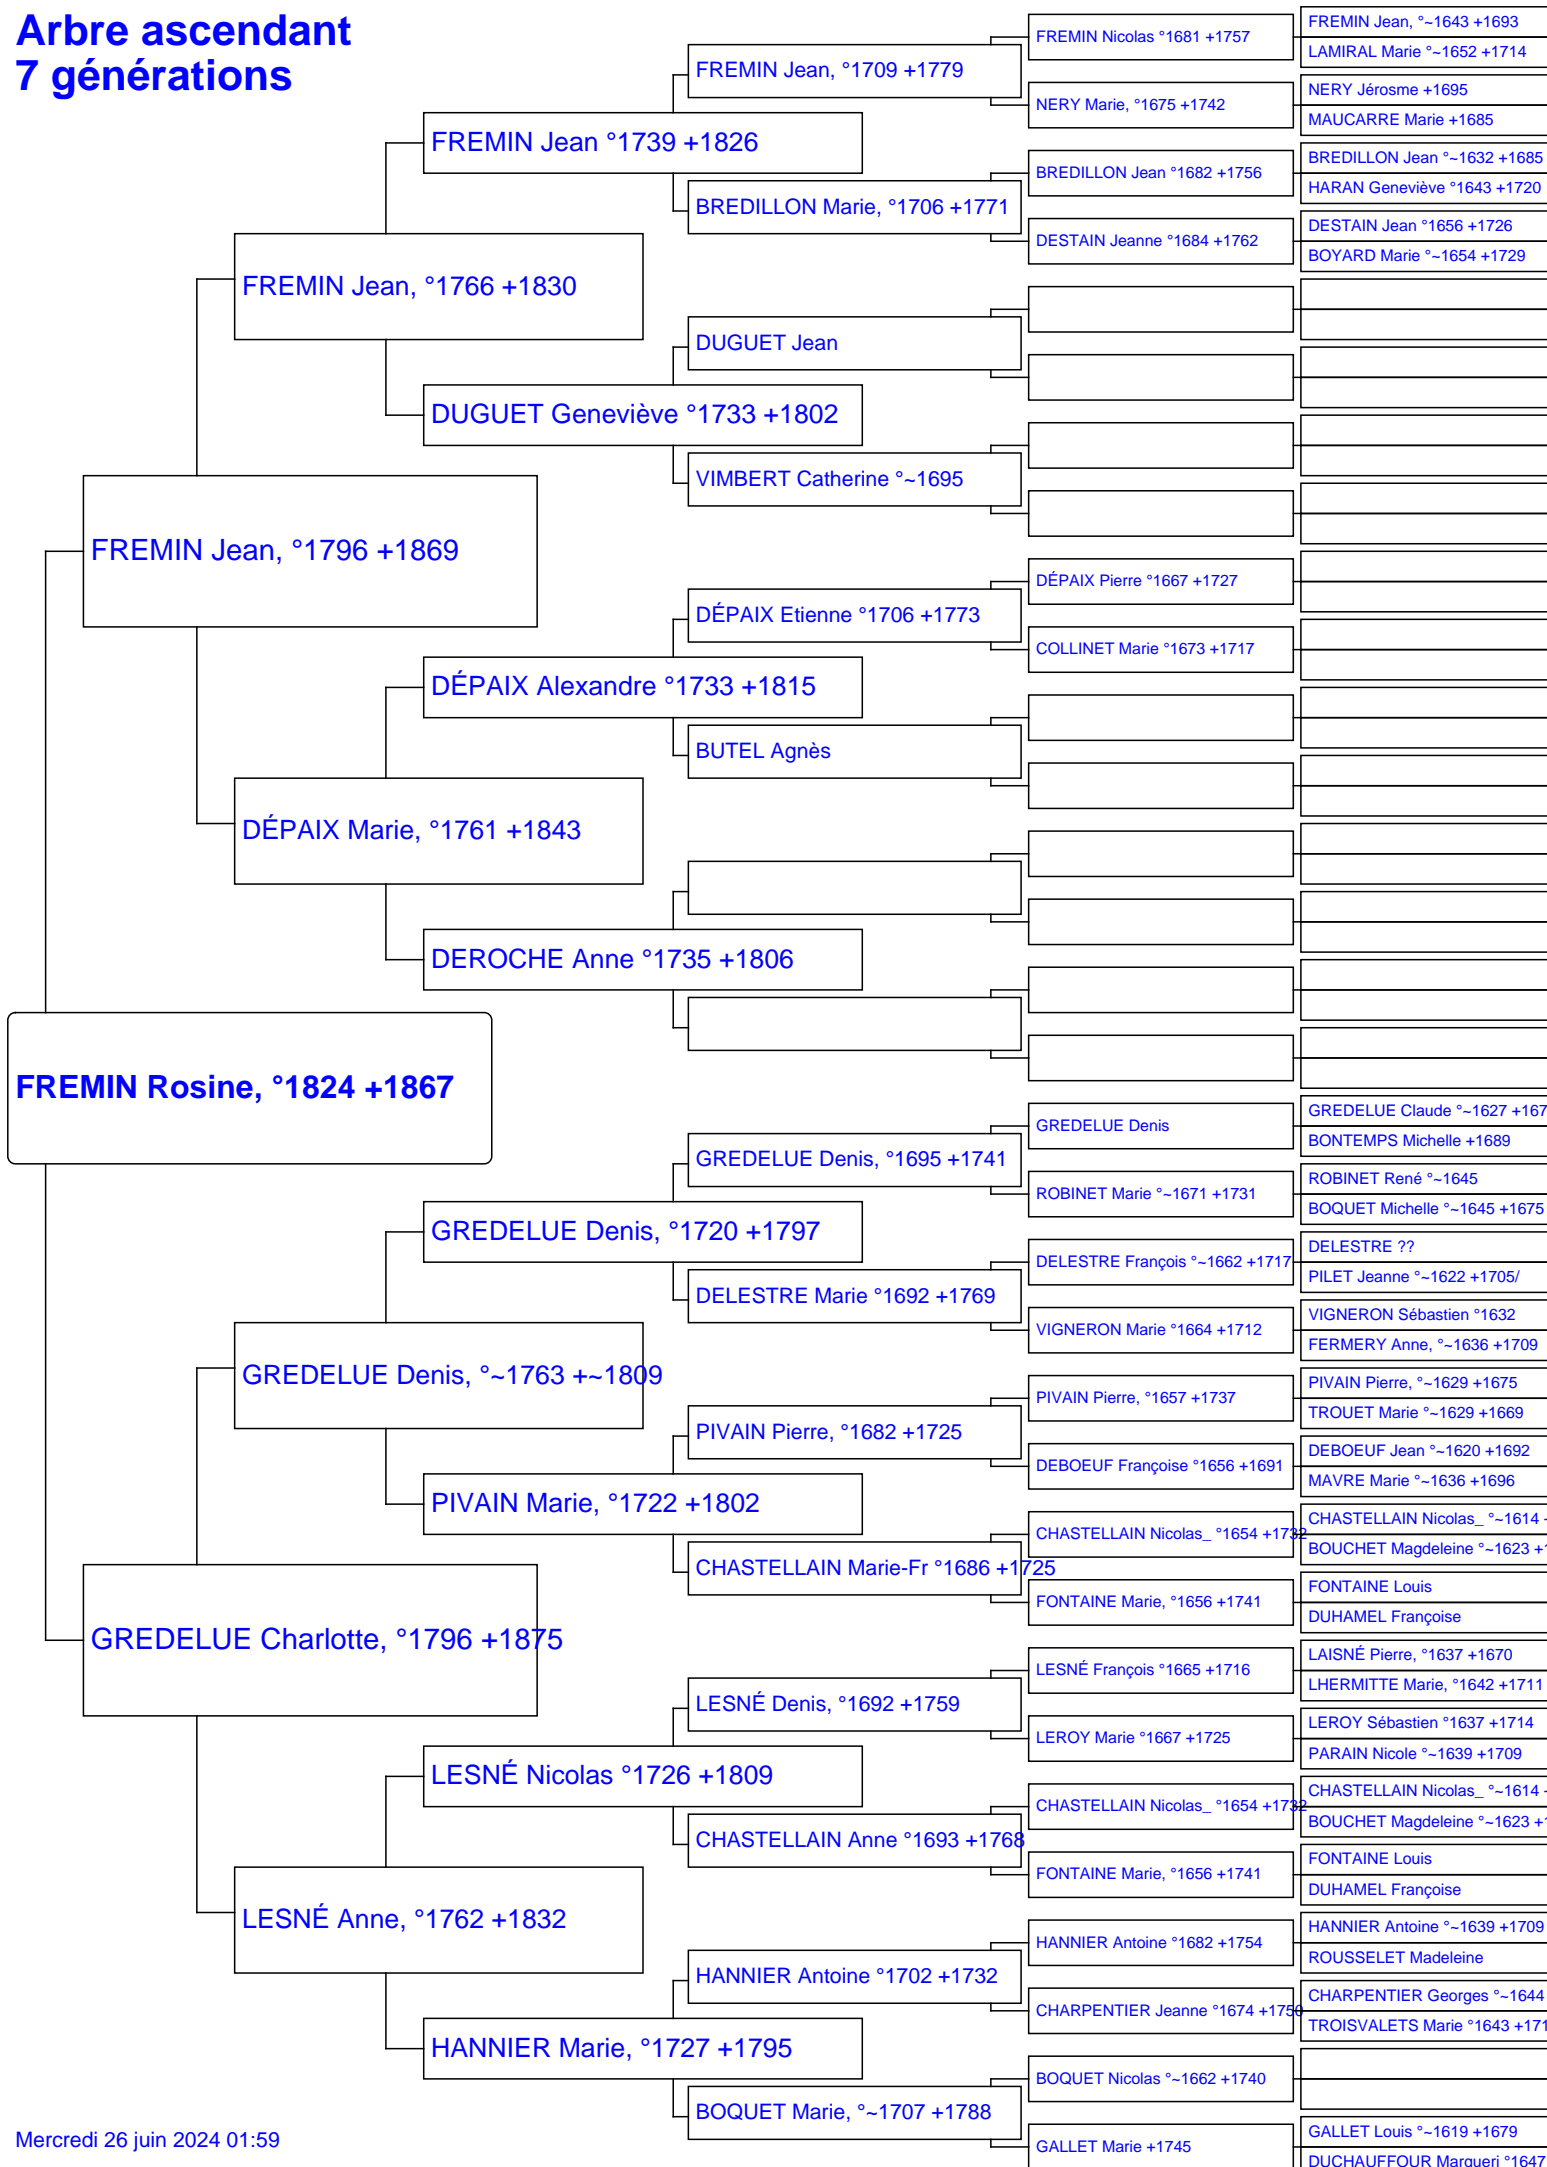 Arbre ascendant
7 générations
FREMIN Rosine, °1824 +1867
FREMIN Jean, °1796 +1869
GREDELUE Charlotte, °1796 +1875
FREMIN Jean, °1766 +1830
DÉPAIX Marie, °1761 +1843
GREDELUE Denis, °~1763 +~1809
LESNÉ Anne, °1762 +1832
FREMIN Jean °1739 +1826
DUGUET Geneviève °1733 +1802
DÉPAIX Alexandre °1733 +1815
DEROCHE Anne °1735 +1806
GREDELUE Denis, °1720 +1797
PIVAIN Marie, °1722 +1802
LESNÉ Nicolas °1726 +1809
HANNIER Marie, °1727 +1795
FREMIN Jean, °1709 +1779
BREDILLON Marie, °1706 +1771
DUGUET Jean
VIMBERT Catherine °~1695
DÉPAIX Etienne °1706 +1773
BUTEL Agnès
GREDELUE Denis, °1695 +1741
DELESTRE Marie °1692 +1769
PIVAIN Pierre, °1682 +1725
CHASTELLAIN Marie-Fr °1686 +1725
LESNÉ Denis, °1692 +1759
CHASTELLAIN Anne °1693 +1768
HANNIER Antoine °1702 +1732
BOQUET Marie, °~1707 +1788
FREMIN Nicolas °1681 +1757
NERY Marie, °1675 +1742
BREDILLON Jean °1682 +1756
DESTAIN Jeanne °1684 +1762
DÉPAIX Pierre °1667 +1727
COLLINET Marie °1673 +1717
GREDELUE Denis
ROBINET Marie °~1671 +1731
DELESTRE François °~1662 +1717
VIGNERON Marie °1664 +1712
PIVAIN Pierre, °1657 +1737
DEBOEUF Françoise °1656 +1691
CHASTELLAIN Nicolas_ °1654 +1732
FONTAINE Marie, °1656 +1741
LESNÉ François °1665 +1716
LEROY Marie °1667 +1725
CHASTELLAIN Nicolas_ °1654 +1732
FONTAINE Marie, °1656 +1741
HANNIER Antoine °1682 +1754
CHARPENTIER Jeanne °1674 +1750
BOQUET Nicolas °~1662 +1740
GALLET Marie +1745
FREMIN Jean, °~1643 +1693
LAMIRAL Marie °~1652 +1714
NERY Jérosme +1695
MAUCARRE Marie +1685
BREDILLON Jean °~1632 +1685
HARAN Geneviève °1643 +1720
DESTAIN Jean °1656 +1726
BOYARD Marie °~1654 +1729
GREDELUE Claude °~1627 +167
BONTEMPS Michelle +1689
ROBINET René °~1645
BOQUET Michelle °~1645 +1675
DELESTRE ??
PILET Jeanne °~1622 +1705/
VIGNERON Sébastien °1632
FERMERY Anne, °~1636 +1709
PIVAIN Pierre, °~1629 +1675
TROUET Marie °~1629 +1669
DEBOEUF Jean °~1620 +1692
MAVRE Marie °~1636 +1696
CHASTELLAIN Nicolas_ °~1614
BOUCHET Magdeleine °~1623
FONTAINE Louis
DUHAMEL Françoise
LAISNÉ Pierre, °1637 +1670
LHERMITTE Marie, °1642 +1711
LEROY Sébastien °1637 +1714
PARAIN Nicole °~1639 +1709
CHASTELLAIN Nicolas_ °~1614
BOUCHET Magdeleine °~1623
FONTAINE Louis
DUHAMEL Françoise
HANNIER Antoine °~1639 +1709
ROUSSELET Madeleine
CHARPENTIER Georges °~1644
TROISVALETS Marie °1643 +171
GALLET Louis °~1619 +1679
DUCHAUFFOUR Margueri °1647
Mercredi 26 juin 2024 01:59